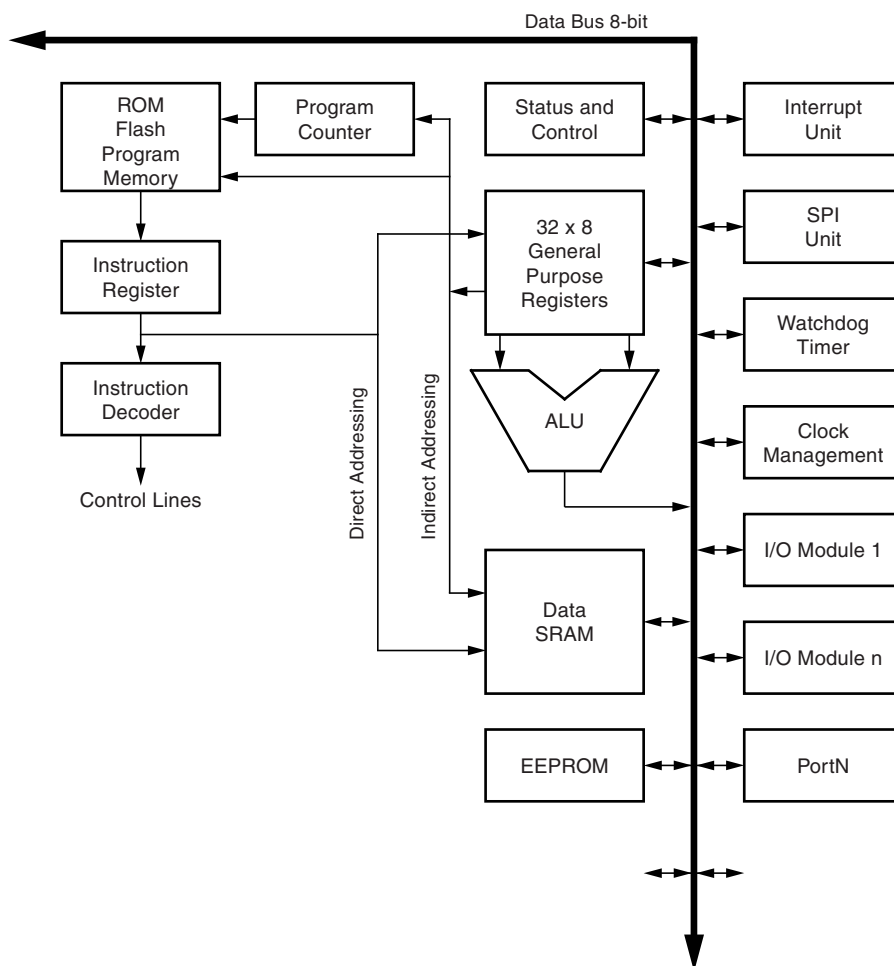 Data Bus 8-bit
ROM
Flash
Program
Memory
Program
Counter
Status and
Control
Interrupt
Unit
32 x 8
General
Purpose
Registers
SPI
Unit
Instruction
Register
Watchdog
Timer
Instruction
Decoder
ALU
Clock
Management
Control Lines
Direct Addressing
Indirect Addressing
I/O Module 1
Data
SRAM
I/O Module n
EEPROM
PortN